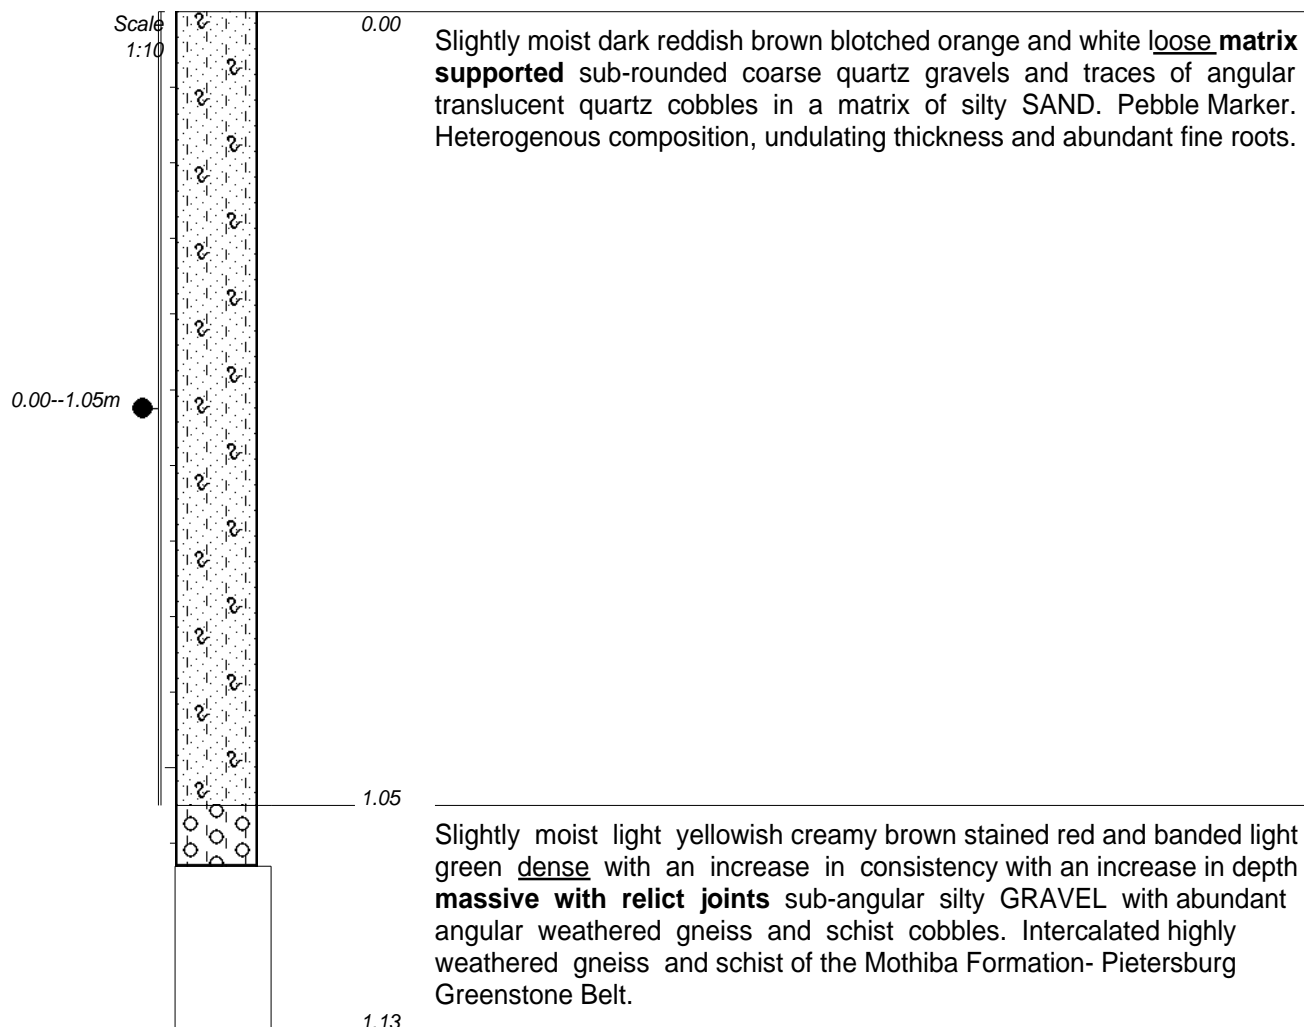 Scale
1:10
0.00
Slightly moist dark reddish brown blotched orange and white loose matrix
supported sub-rounded coarse quartz gravels and traces of angular
translucent quartz cobbles in a matrix of silty SAND. Pebble Marker.
Heterogenous composition, undulating thickness and abundant fine roots.
0.00--1.05m
1.05
Slightly moist light yellowish creamy brown stained red and banded light
green dense with an increase in consistency with an increase in depth
massive with relict joints sub-angular silty GRAVEL with abundant
angular weathered gneiss and schist cobbles. Intercalated highly
weathered gneiss and schist of the Mothiba Formation- Pietersburg
Greenstone Belt.
1.13